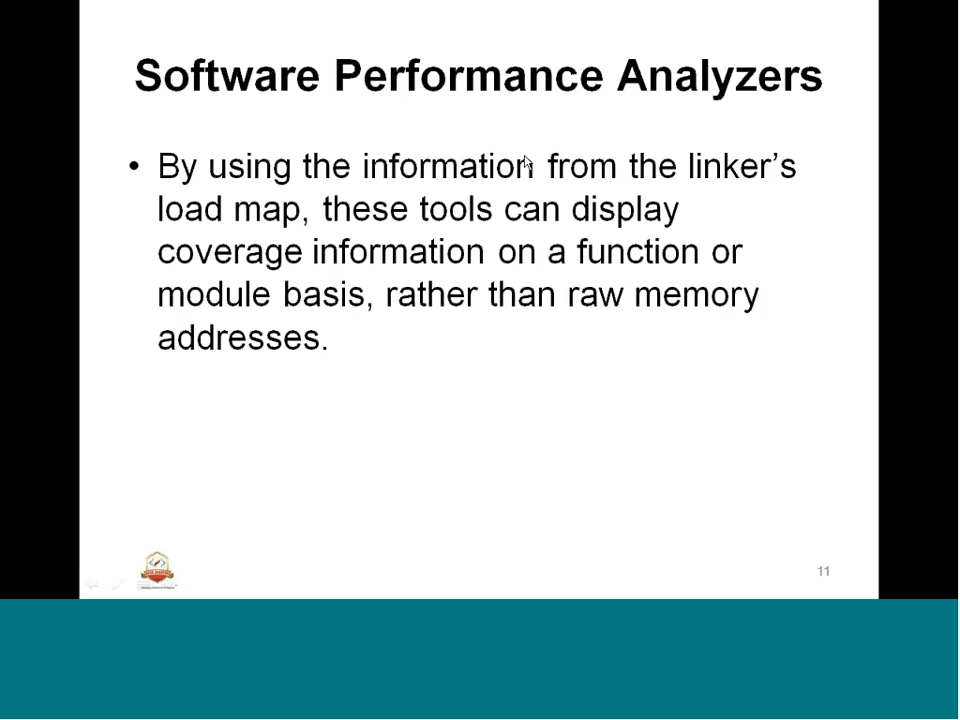 Software Performance Analyzers
• By using the information from the linker's
load map, these tools can display
coverage information on a function or
module basis, rather than raw memory
addresses.
11